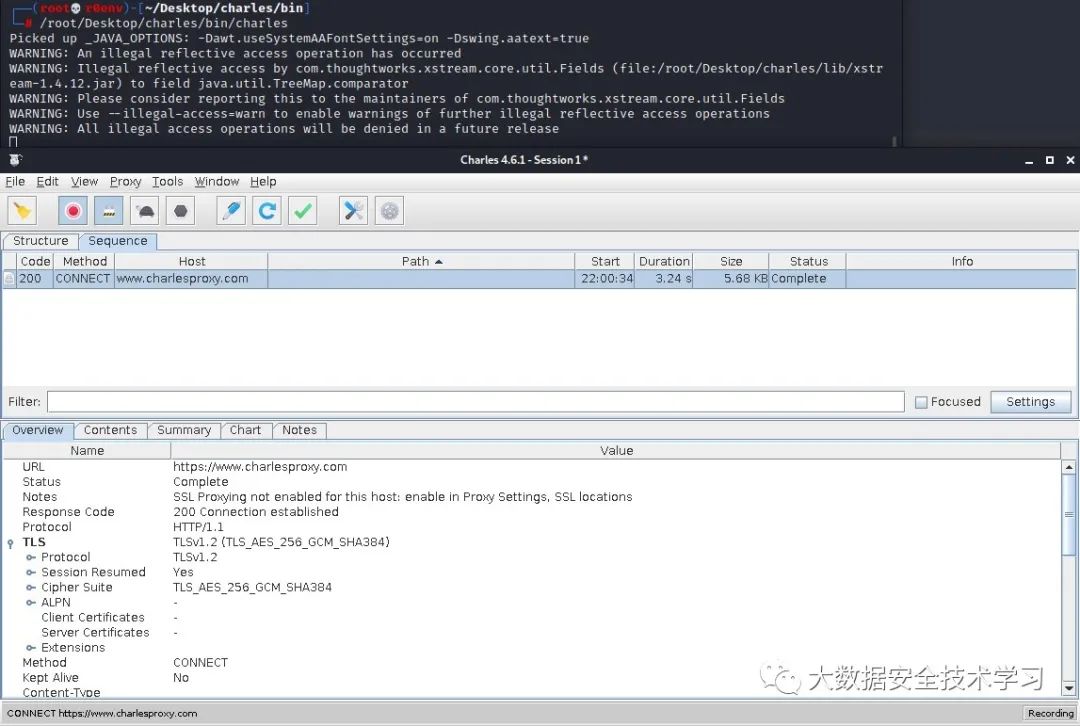 (root💀r0env)-[~/Desktop/charles/bin]
# /root/Desktop/charles/bin/charles
Picked up _JAVA_OPTIONS: -Dawt.useSystemAAFontSettings=on -Dswing.aatext=true
WARNING: An illegal reflective access operation has occurred
WARNING: Illegal reflective access by com.thoughtworks.xstream.core.util.Fields (file:/root/Desktop/charles/lib/xstr
eam-1.4.12.jar) to field java.util.TreeMap.comparator
WARNING: Please consider reporting this to the maintainers of com.thoughtworks.xstream.core.util.Fields
WARNING: Use --illegal-access=warn to enable warnings of further illegal reflective access operations
WARNING: All illegal access operations will be denied in a future release
Charles 4.6.1 - Session 1*
File Edit View Proxy Tools Window Help
Structure Sequence
Code Method Host Path Start Duration Size Status Info
200 CONNECT www.charlesproxy.com 22:00:34 3.24 s 5.68 KB Complete
Filter: Focused Settings
Overview Contents Summary Chart Notes
Name Value
URL https://www.charlesproxy.com
Status Complete
Notes SSL Proxying not enabled for this host: enable in Proxy Settings, SSL locations
Response Code 200 Connection established
Protocol HTTP/1.1
TLS TLSv1.2 (TLS_AES_256_GCM_SHA384)
Protocol TLSv1.2
Session Resumed Yes
Cipher Suite TLS_AES_256_GCM_SHA384
ALPN -
Client Certificates -
Server Certificates -
Extensions
Method CONNECT
Kept Alive No
Content-Type
大数据安全技术学习
CONNECT https://www.charlesproxy.com Recording